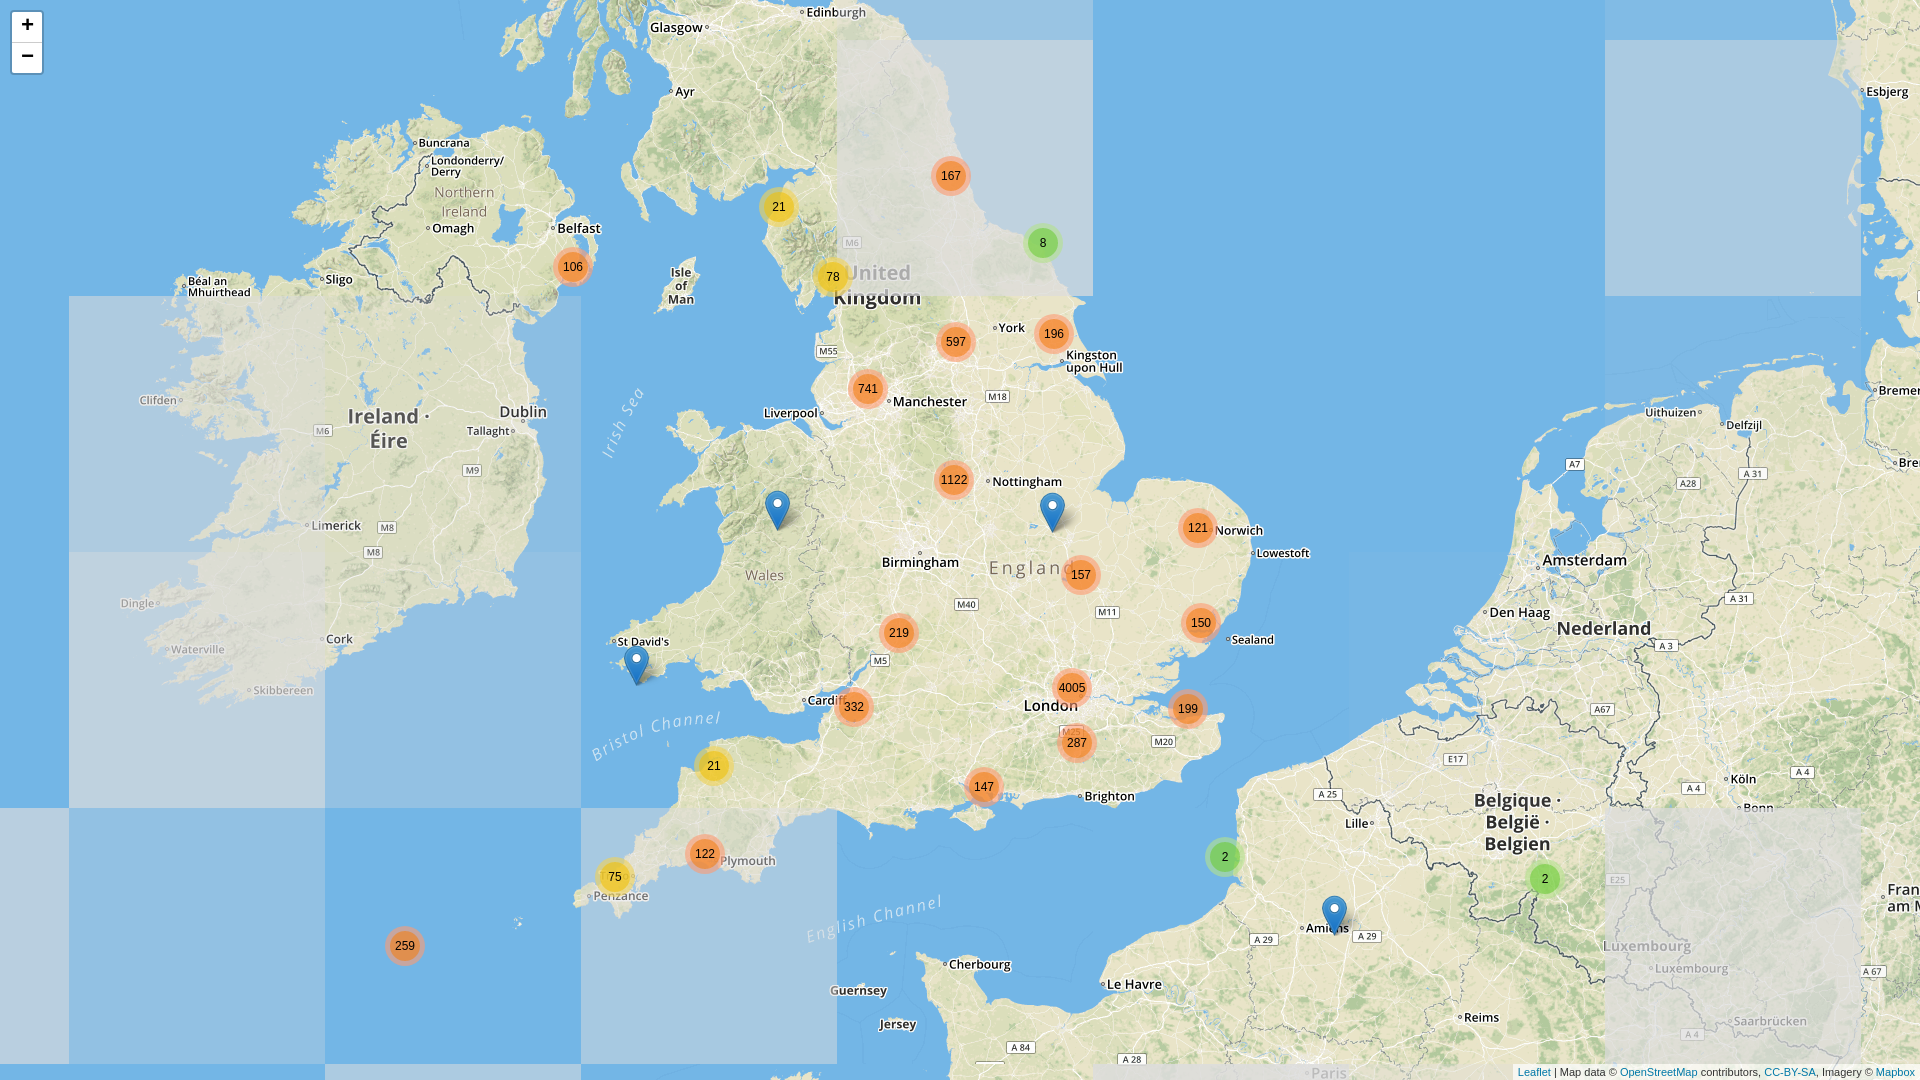 +
−
Glasgow
Edinburgh
Ayr
Esbjerg
Buncrana
Londonderry/
Derry
Northern
Ireland
Omagh
Belfast
167
21
8
106
78
M6
United
Kingdom
Isle
of
Man
Béal an
Mhuirthead
Sligo
York
597
196
M55
Kingston
upon Hull
741
Manchester
M18
Liverpool
Irish Sea
Clifden
Ireland ·
Éire
Dublin
Tallaght
M6
M9
Uithuizen
Delfzijl
A7
A 31
A28
1122
Nottingham
Limerick
M8
M8
121
Norwich
Lowestoft
Birmingham
England
157
Wales
Amsterdam
Dingle
M40
M11
A 31
Den Haag
Nederland
219
150
Sealand
Cork
Waterville
St David's
M5
A 3
Skibbereen
4005
London
Cardiff
332
199
A67
Bristol Channel
M25
287
M20
E17
21
147
Brighton
Köln
A 4
A 4
Bonn
A 25
Lille
Belgique ·
België ·
Belgien
122
Plymouth
2
75
Penzance
2
E25
English Channel
259
Amiens
A 29
A 29
Luxembourg
Luxembourg
Cherbourg
A 67
Le Havre
Guernsey
Jersey
Reims
Saarbrücken
A 4
A 84
A 28
Paris
Leaflet | Map data © OpenStreetMap contributors, CC-BY-SA, Imagery © Mapbox